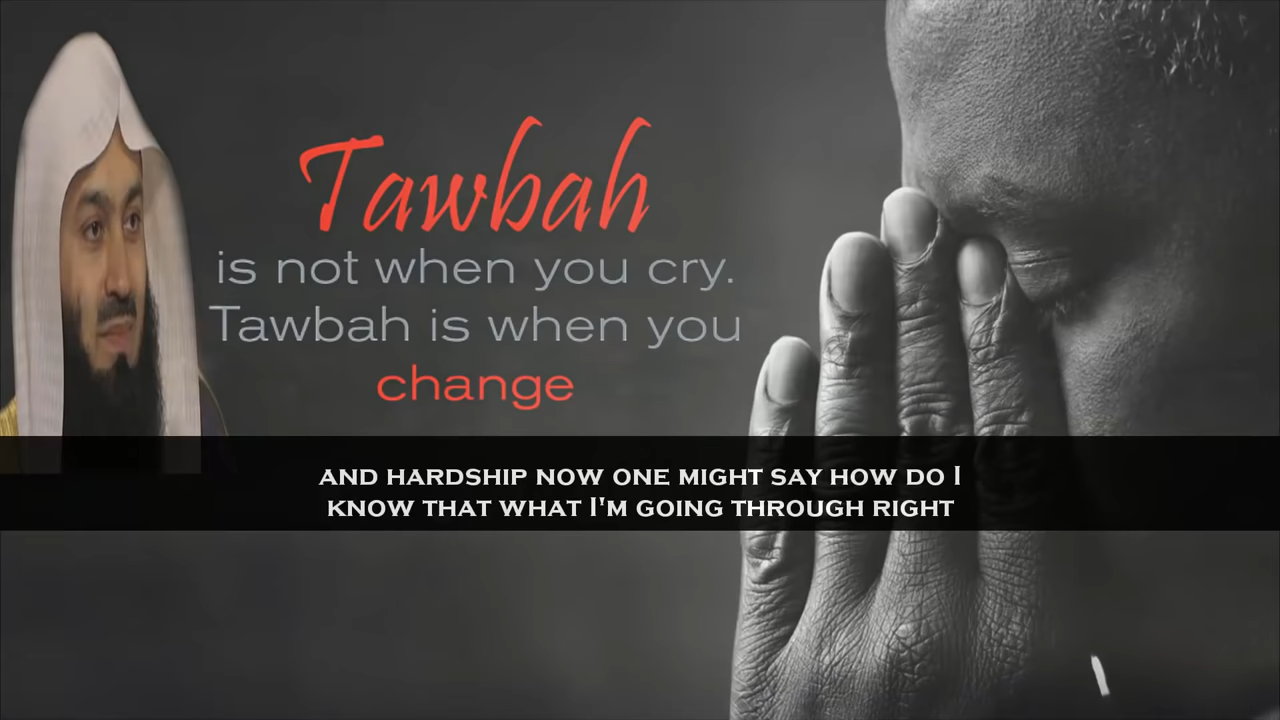 Tawbah
is not when you cry.
Tawbah is when you
change
AND HARDSHIP NOW ONE MIGHT SAY HOW DO I
KNOW THAT WHAT I'M GOING THROUGH RIGHT